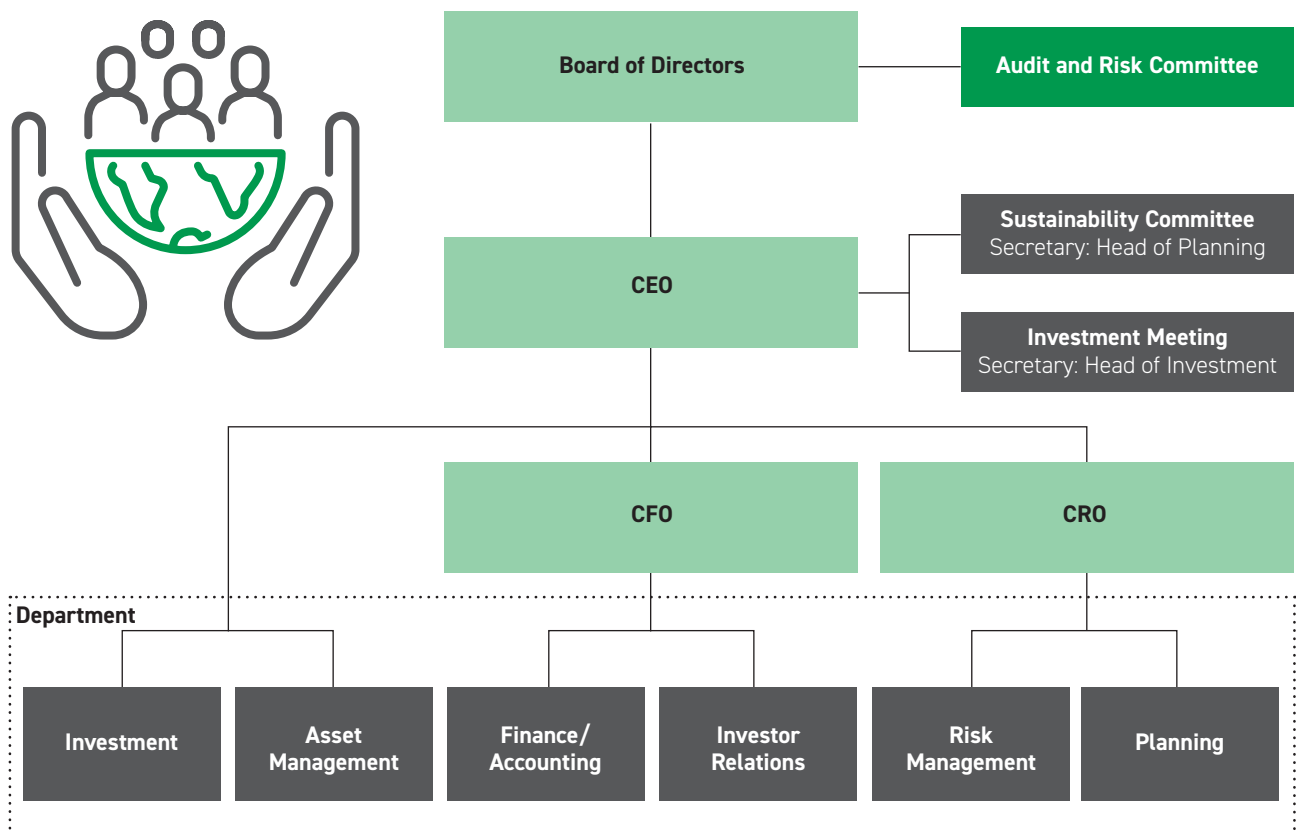 Board of Directors
Audit and Risk Committee
Sustainability Committee
Secretary: Head of Planning
CEO
Investment Meeting
Secretary: Head of Investment
CFO
CRO
Department
Investment
Asset
Management
Finance/
Accounting
Investor
Relations
Risk
Management
Planning